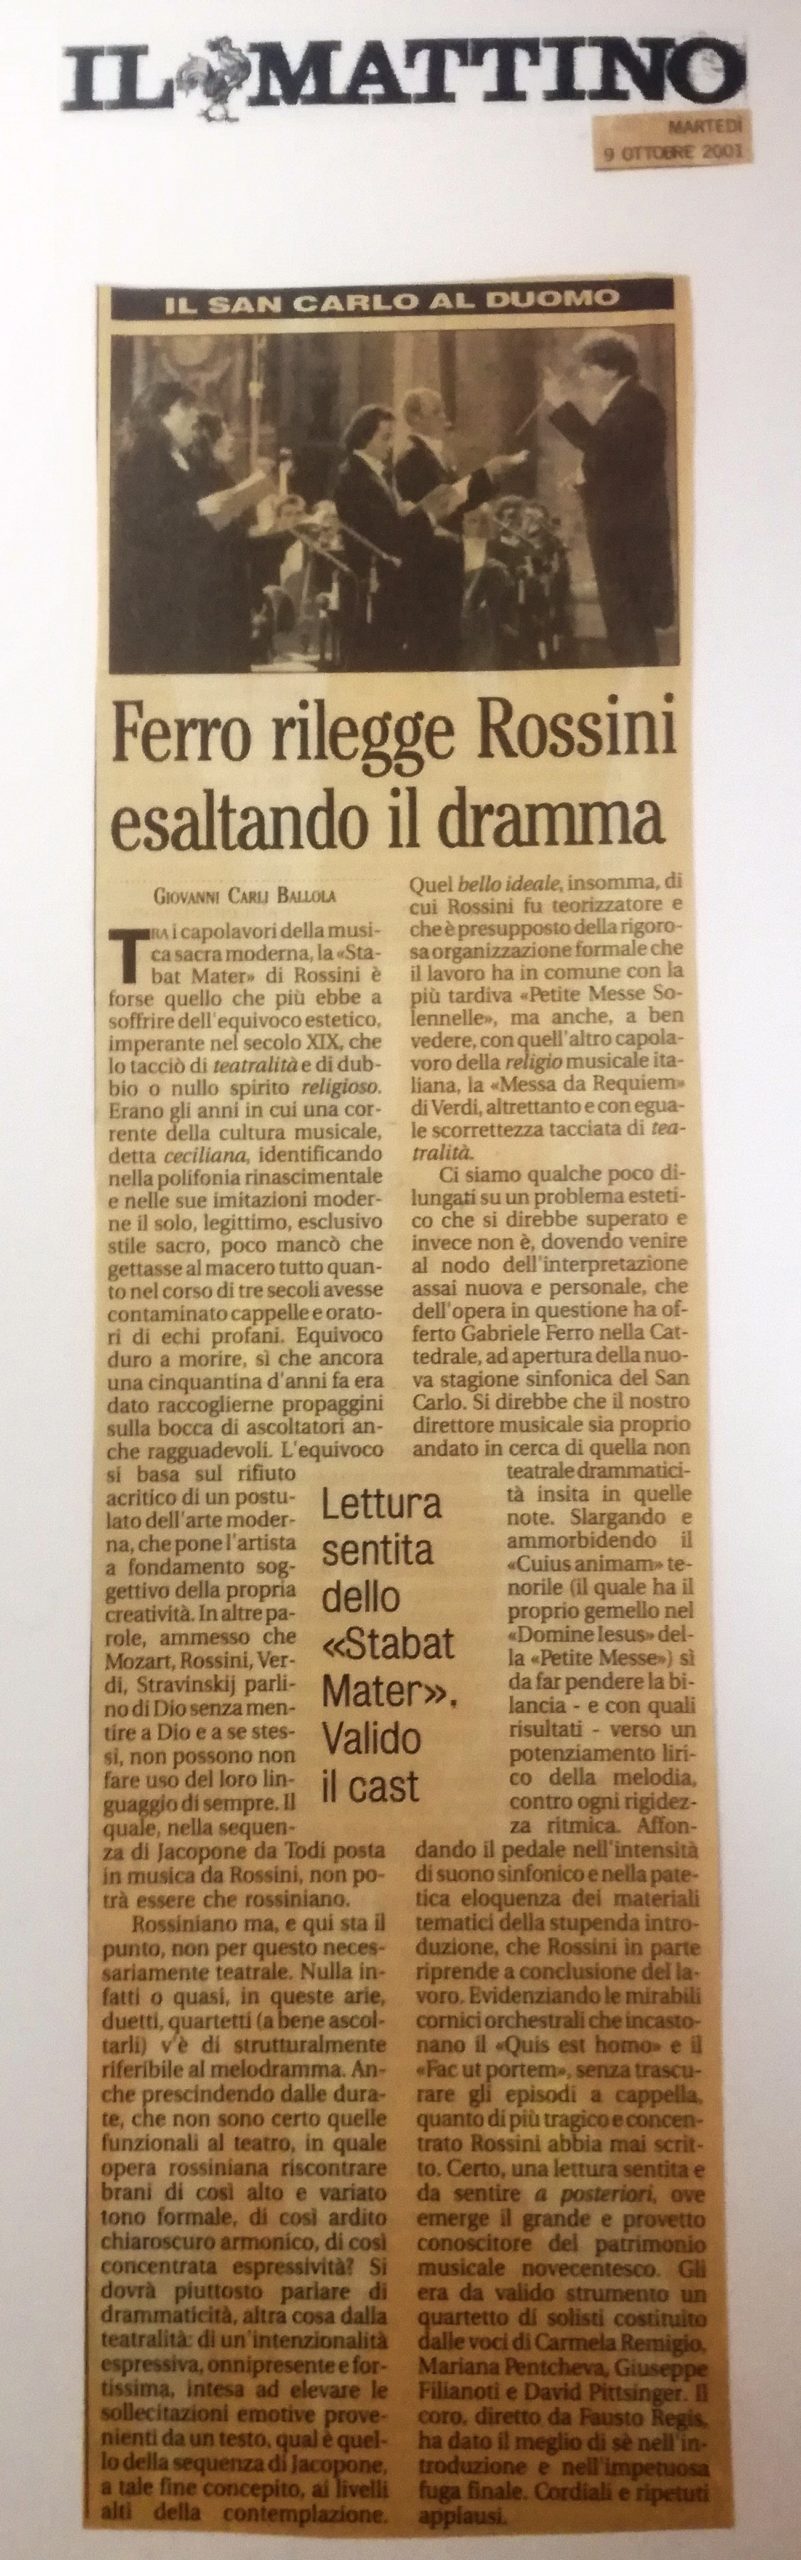 IL MATTINO
MARTEDÌ
9 OTTOBRE 2001
IL SAN CARLO AL DUOMO
Ferro rilegge Rossini
esaltando il dramma
GIOVANNI CARLI BALLOLA
TRA i capolavori della musi-
ca sacra moderna, la «Sta-
bat Mater» di Rossini è
forse quello che più ebbe a
soffrire dell'equivoco estetico,
imperante nel secolo XIX, che
lo tacciò di teatralità e di dub-
bio o nullo spirito religioso.
Erano gli anni in cui una cor-
rente della cultura musicale,
detta ceciliana, identificando
nella polifonia rinascimentale
e nelle sue imitazioni moder-
ne il solo, legittimo, esclusivo
stile sacro, poco mancò che
gettasse al macero tutto quan-
to nel corso di tre secoli avesse
contaminato cappelle e orato-
ri di echi profani. Equivoco
duro a morire, sì che ancora
una cinquantina d'anni fa era
dato raccoglierne propaggini
sulla bocca di ascoltatori an-
che ragguadevoli. L'equivoco
si basa sul rifiuto
acritico di un postu-
lato dell'arte moder-
na, che pone l'artista
a fondamento sog-
gettivo della propria
creatività. In altre pa-
role, ammesso che
Mozart, Rossini, Ver-
di, Stravinskij parli-
no di Dio senza men-
tire a Dio e a se stes-
si, non possono non
fare uso del loro lin-
guaggio di sempre. Il
quale, nella sequen-
za di Jacopone da Todi posta
in musica da Rossini, non po-
trà essere che rossiniano.
Rossiniano ma, e qui sta il
punto, non per questo neces-
sariamente teatrale. Nulla in-
fatti o quasi, in queste arie,
duetti, quartetti (a bene ascol-
tarli) v'è di strutturalmente
riferibile al melodramma. An-
che prescindendo dalle dura-
te, che non sono certo quelle
funzionali al teatro, in quale
opera rossiniana riscontrare
brani di così alto e variato
tono formale, di così ardito
chiaroscuro armonico, di così
concentrata espressività? Si
dovrà piuttosto parlare di
drammaticità, altra cosa dalla
teatralità: di un'intenzionalità
espressiva, onnipresente e for-
tissima, intesa ad elevare le
sollecitazioni emotive prove-
nienti da un testo, qual è quel-
lo della sequenza di Jacopone,
a tale fine concepito, ai livelli
alti della contemplazione.
Lettura
sentita
dello
«Stabat
Mater».
Valido
il cast
Quel bello ideale, insomma, di
cui Rossini fu teorizzatore e
che è presupposto della rigoro-
sa organizzazione formale che
il lavoro ha in comune con la
più tardiva «Petite Messe So-
lennelle», ma anche, a ben
vedere, con quell'altro capola-
voro della religio musicale ita-
liana, la «Messa da Requiem»
di Verdi, altrettanto e con egua-
le scorrettezza tacciata di tea-
tralità.
Ci siamo qualche poco di-
lungati su un problema esteti-
co che si direbbe superato e
invece non è, dovendo venire
al nodo dell'interpretazione
assai nuova e personale, che
dell'opera in questione ha of-
ferto Gabriele Ferro nella Cat-
tedrale, ad apertura della nuo-
va stagione sinfonica del San
Carlo. Si direbbe che il nostro
direttore musicale sia proprio
andato in cerca di quella non
teatrale drammatici-
tà insita in quelle
note. Slargando e
ammorbidendo il
«Cuius animam» te-
norile (il quale ha il
proprio gemello nel
«Domine Iesus» del-
la «Petite Messe») sì
da far pendere la bi-
lancia - e con quali
risultati - verso un
potenziamento liri-
co della melodia,
contro ogni rigidez-
za ritmica. Affon-
dando il pedale nell'intensità
di suono sinfonico e nella pate-
tica eloquenza dei materiali
tematici della stupenda intro-
duzione, che Rossini in parte
riprende a conclusione del la-
voro. Evidenziando le mirabili
cornici orchestrali che incasto-
nano il «Quis est homo» e il
«Fac ut portem», senza trascu-
rare gli episodi a cappella,
quanto di più tragico e concen-
trato Rossini abbia mai scrit-
to. Certo, una lettura sentita e
da sentire a posteriori, ove
emerge il grande e provetto
conoscitore del patrimonio
musicale novecentesco. Gli
era da valido strumento un
quartetto di solisti costituito
dalle voci di Carmela Remigio,
Mariana Pentcheva, Giuseppe
Filianoti e David Pittsinger. Il
coro, diretto da Fausto Regis,
ha dato il meglio di sè nell'in-
troduzione e nell'impetuosa
fuga finale. Cordiali e ripetuti
applausi.